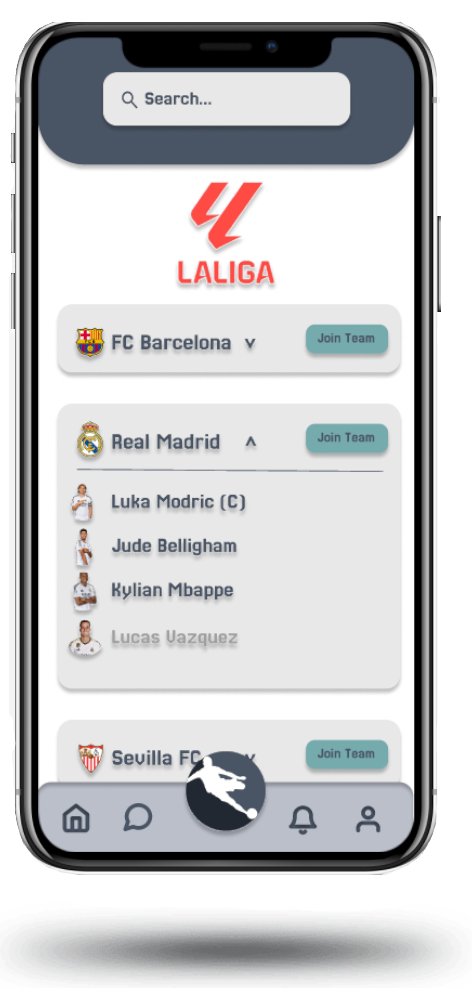 Search...
LALIGA
FC Barcelona
Join Team
Real Madrid
Join Team
Luka Modric (C)
Jude Belligham
Kylian Mbappe
Lucas Vazquez
Sevilla FC
Join Team